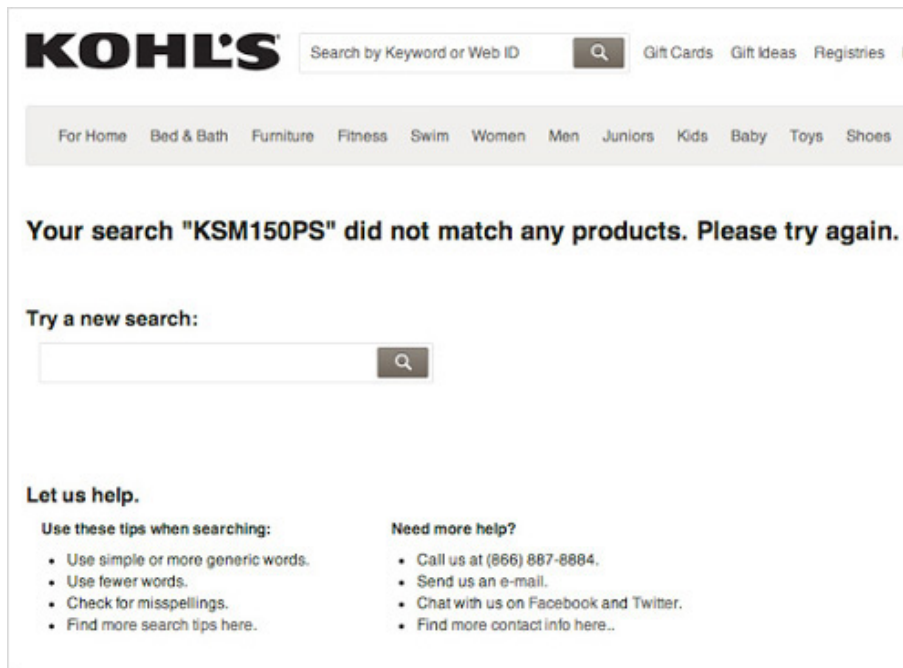 KOHL'S Search by Keyword or Web ID Gift Cards Gift Ideas Registries
For Home Bed & Bath Furniture Fitness Swim Women Men Juniors Kids Baby Toys Shoes
Your search "KSM150PS" did not match any products. Please try again.
Try a new search:
Let us help.
Use these tips when searching:
• Use simple or more generic words.
• Use fewer words.
• Check for misspellings.
• Find more search tips here.
Need more help?
• Call us at (866) 887-8884.
• Send us an e-mail.
• Chat with us on Facebook and Twitter.
• Find more contact info here..